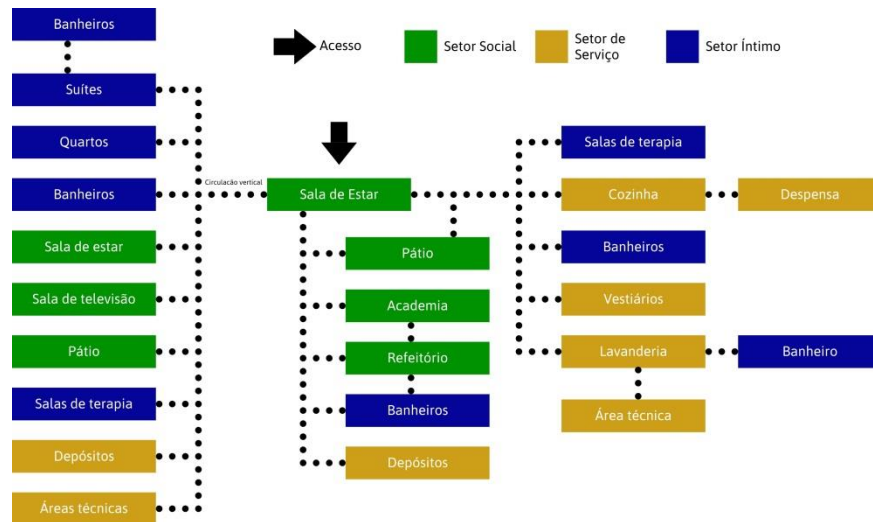 Banheiros
Suítes
Quartos
Banheiros
Sala de estar
Sala de televisão
Pátio
Salas de terapia
Depósitos
Áreas técnicas
Acesso
Setor Social
Setor de
Serviço
Setor Íntimo
Circulacão vertical
Sala de Estar
Pátio
Academia
Refeitório
Banheiros
Depósitos
Salas de terapia
Cozinha
Despensa
Banheiros
Vestiários
Lavanderia
Banheiro
Área técnica